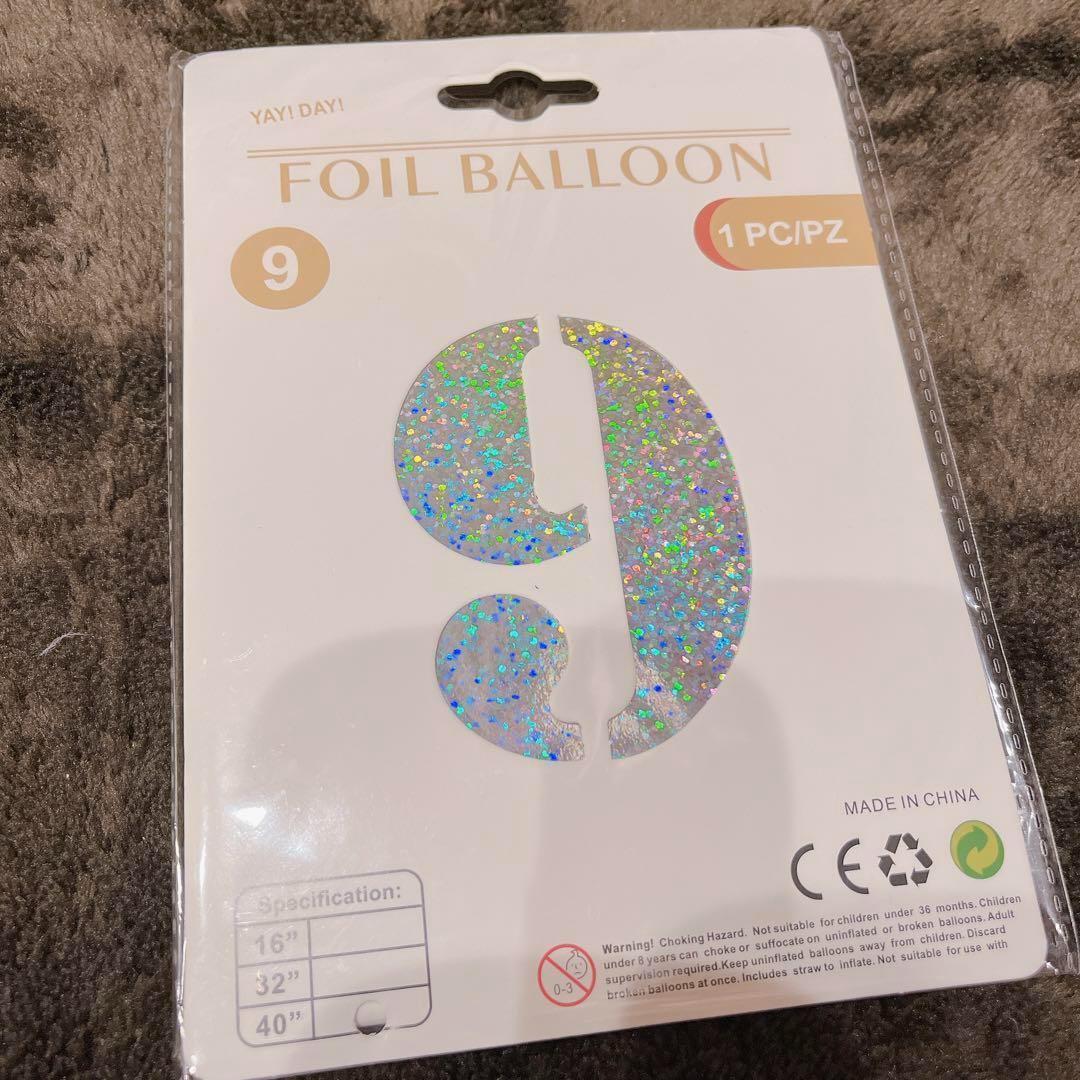 YAY! DAY!
FOIL BALLOON
9
1 PC/PZ
9
MADE IN CHINA
CE
Specification:
16”
32”
40”
0-3
Warning! Choking Hazard. Not suitable for children under 36 months. Children
under 8 years can choke or suffocate on uninflated or broken balloons. Adult
supervision required.Keep uninflated balloons away from children. Discard
broken balloons at once. Includes straw to inflate. Not suitable for use with